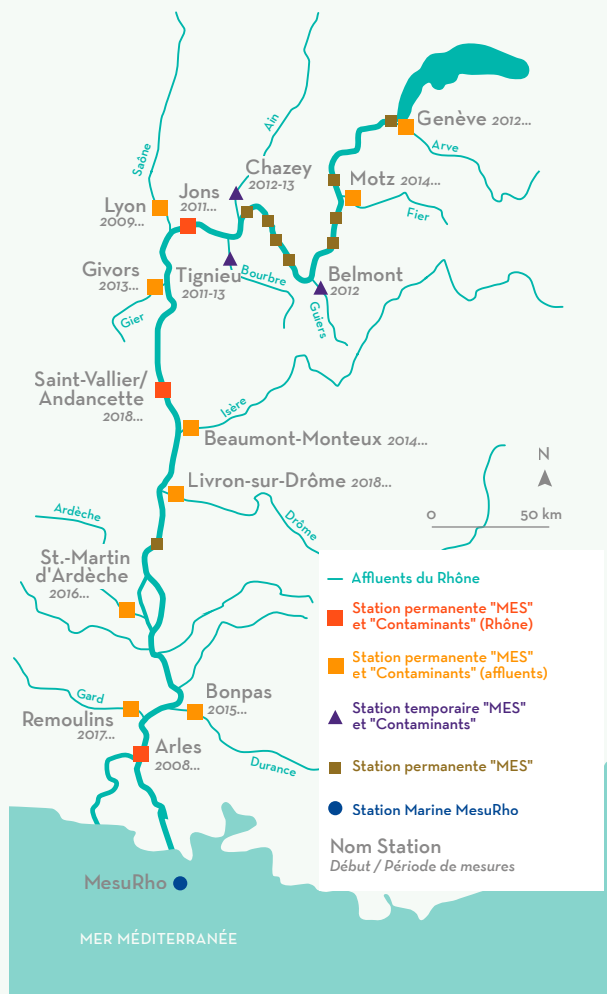 Genève 2012...
Arve
Ain
Saône
Chazey
2012-13
Motz 2014...
Fier
Jons
2011...
Lyon
2009...
Givors
2013...
Tignieu
2011-13
Bourbre
Belmont
2012
Guiers
Gier
Saint-Vallier/
Andancette
2018...
Isère
Beaumont-Monteux 2014...
N
Livron-sur-Drôme 2018...
Ardèche
Drôme
0 50 km
St.-Martin
d'Ardèche
2016...
Affluents du Rhône
Station permanente "MES"
et "Contaminants" (Rhône)
Station permanente "MES"
et "Contaminants" (affluents)
Station temporaire "MES"
et "Contaminants"
Station permanente "MES"
Station Marine MesuRho
Nom Station
Début / Période de mesures
Gard
Bonpas
2015...
Remoulins
2017...
Arles
2008...
Durance
MesuRho
MER MÉDITERRANÉE